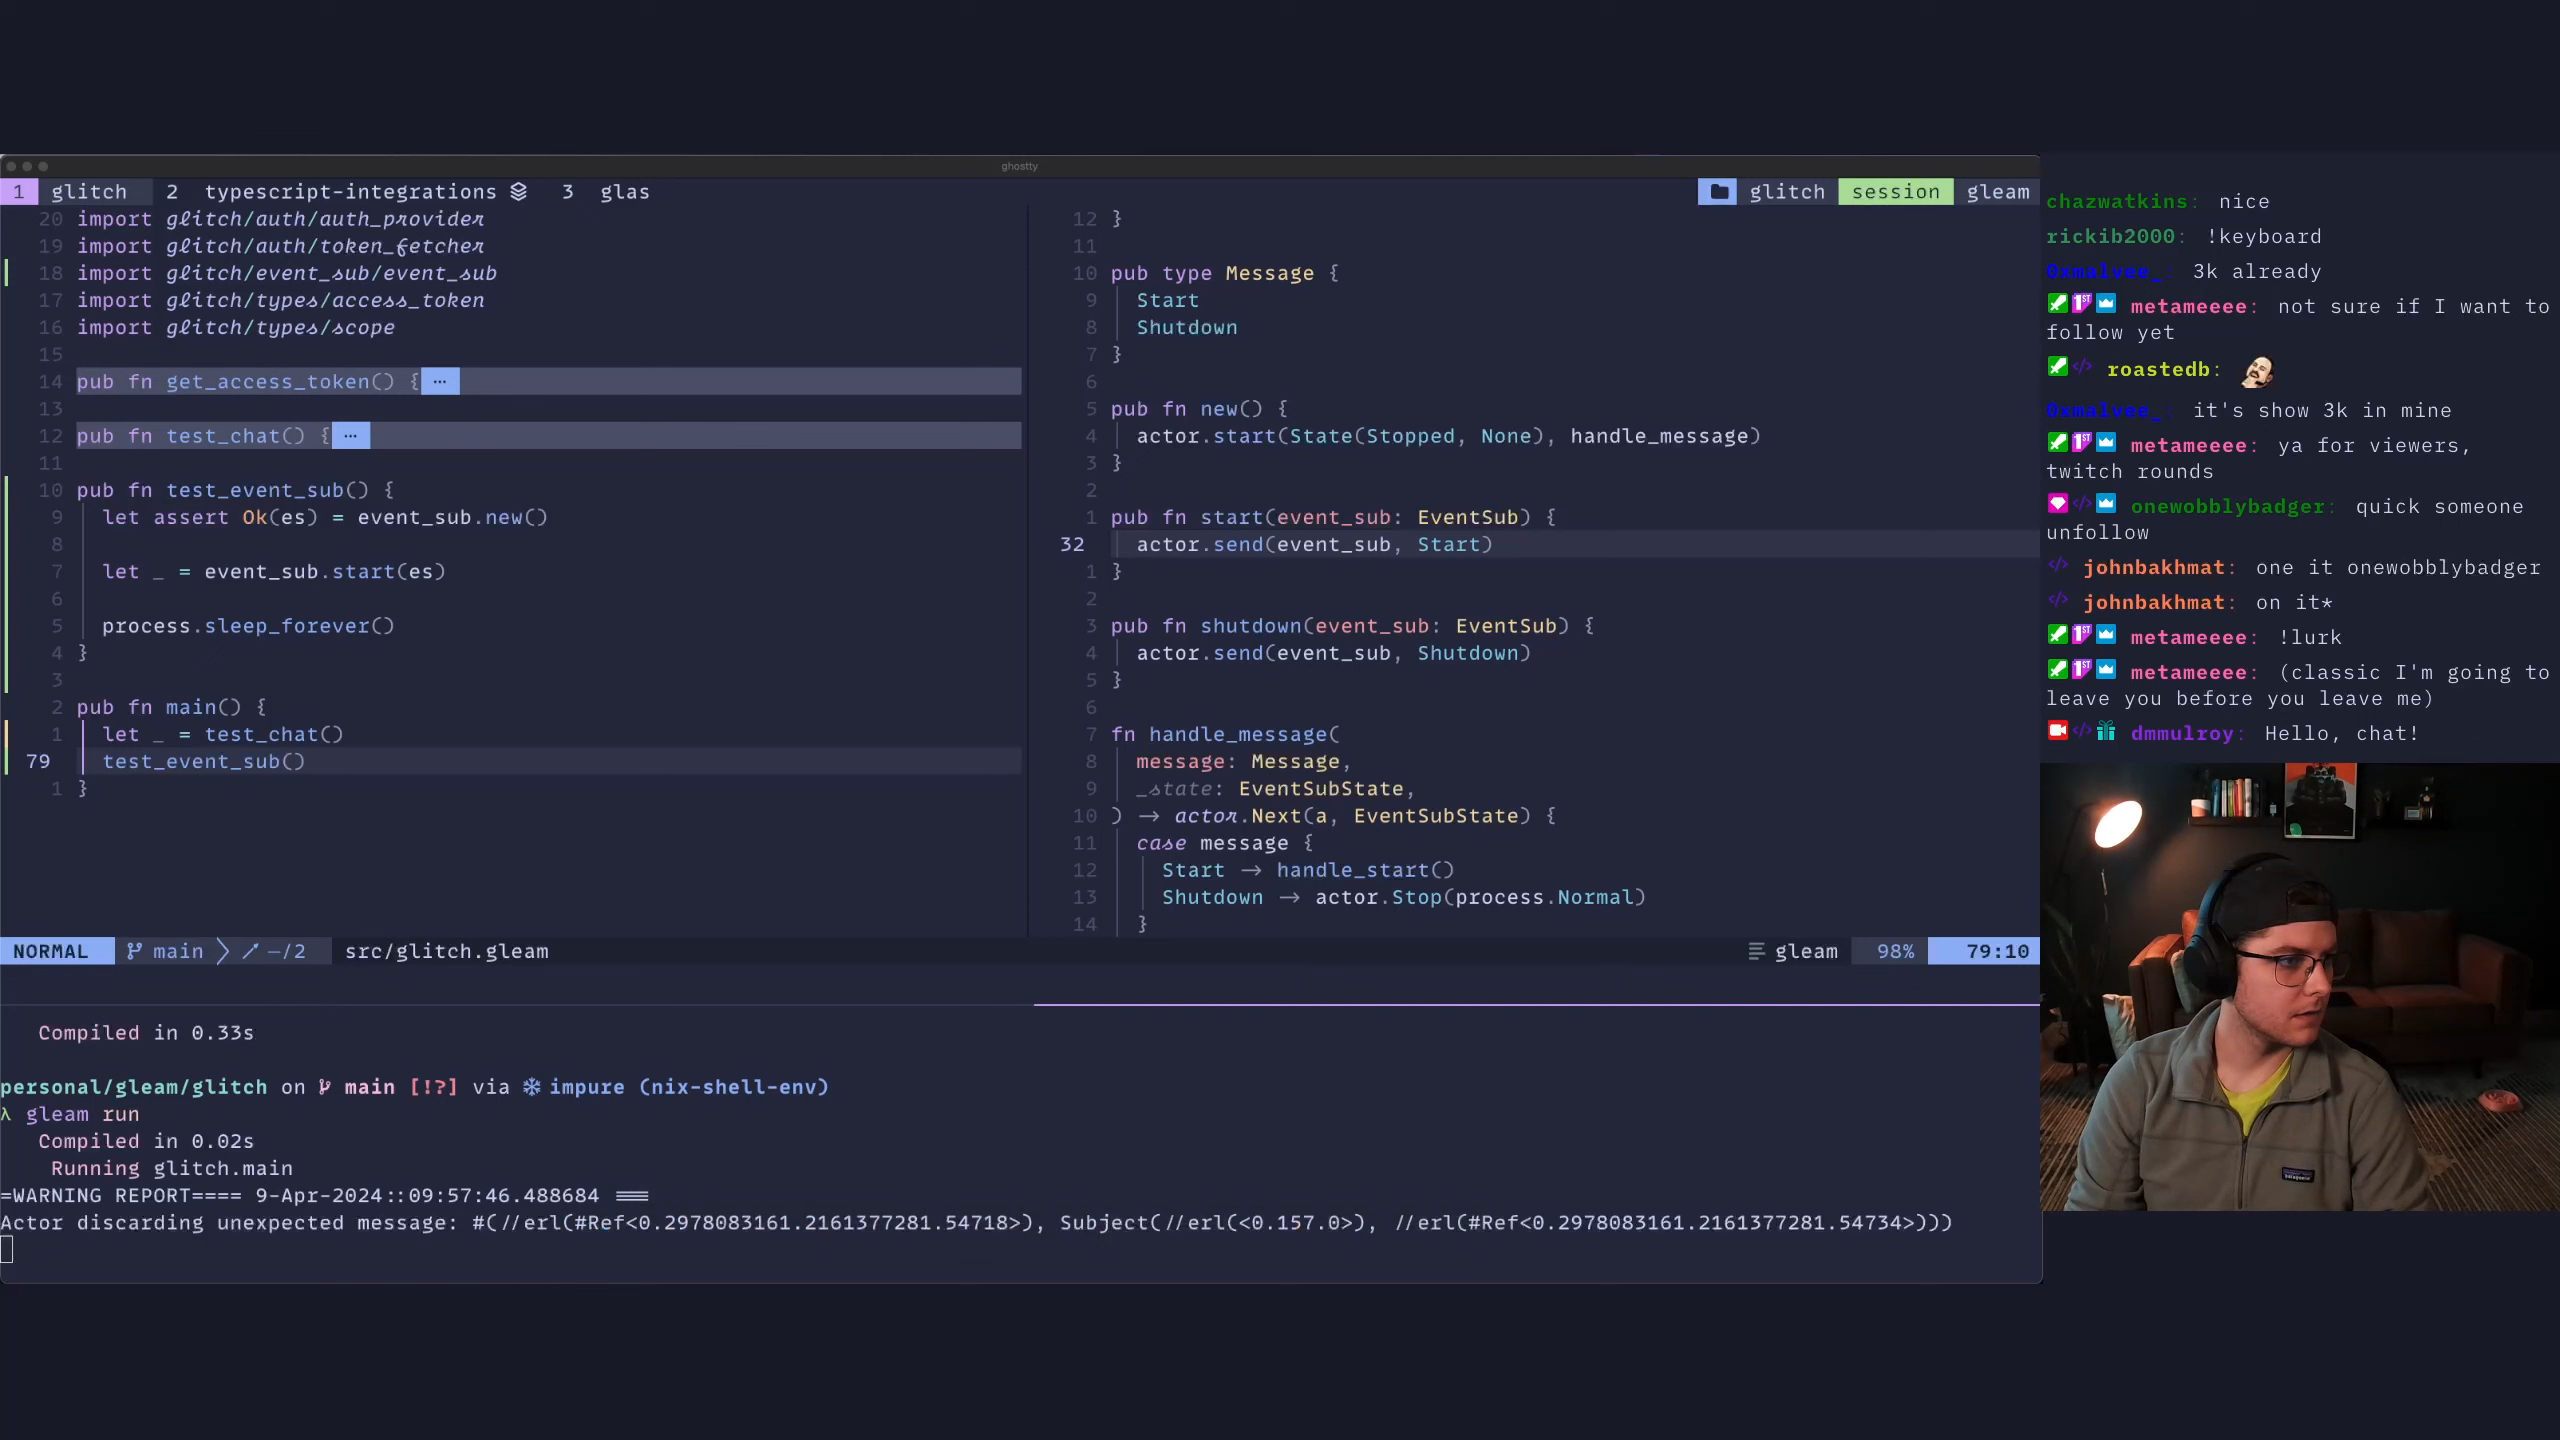 ghostty
1 glitch 2 typescript-integrations 3 glas
glitch session gleam
20 import glitch/auth/auth_provider
19 import glitch/auth/token_fetcher
18 import glitch/event_sub/event_sub
17 import glitch/types/access_token
16 import glitch/types/scope
15
14 pub fn get_access_token() { ···
13
12 pub fn test_chat() { ···
11
10 pub fn test_event_sub() {
9 let assert Ok(es) = event_sub.new()
8
7 let _ = event_sub.start(es)
6
5 process.sleep_forever()
4 }
3
2 pub fn main() {
1 let _ = test_chat()
79 test_event_sub()
1 }
12 }
11
10 pub type Message {
9 Start
8 Shutdown
7 }
6
5 pub fn new() {
4 actor.start(State(Stopped, None), handle_message)
3 }
2
1 pub fn start(event_sub: EventSub) {
32 actor.send(event_sub, Start)
1 }
2
3 pub fn shutdown(event_sub: EventSub) {
4 actor.send(event_sub, Shutdown)
5 }
6
7 fn handle_message(
8 message: Message,
9 _state: EventSubState,
10 ) -> actor.Next(a, EventSubState) {
11 case message {
12 Start -> handle_start()
13 Shutdown -> actor.Stop(process.Normal)
14 }
NORMAL main -/2 src/glitch.gleam gleam 98% 79:10
Compiled in 0.33s
personal/gleam/glitch on main [!?] via impure (nix-shell-env)
λ gleam run
Compiled in 0.02s
Running glitch.main
=WARNING REPORT==== 9-Apr-2024::09:57:46.488684 ===
Actor discarding unexpected message: #(//erl(#Ref<0.2978083161.2161377281.54718>), Subject(//erl(<0.157.0>), //erl(#Ref<0.2978083161.2161377281.54734>)))
chazwatkins: nice
rickib2000: !keyboard
0xmalvee_: 3k already
metameeee: not sure if I want to
follow yet
roastedb:
0xmalvee_: it's show 3k in mine
metameeee: ya for viewers,
twitch rounds
onewobblybadger: quick someone
unfollow
johnbakhmat: one it onewobblybadger
johnbakhmat: on it*
metameeee: !lurk
metameeee: (classic I'm going to
leave you before you leave me)
dmmulroy: Hello, chat!